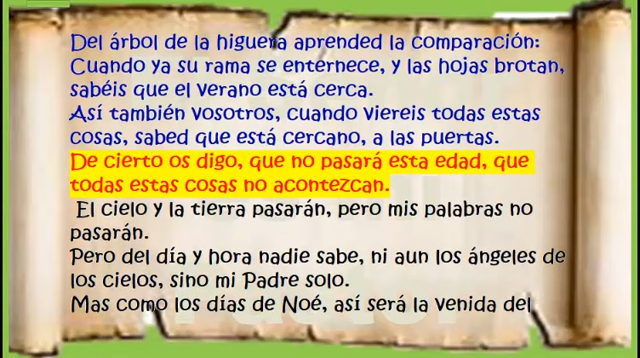 Del árbol de la higuera aprended la comparación:
Cuando ya su rama se enternece, y las hojas brotan,
sabéis que el verano está cerca.
Así también vosotros, cuando viereis todas estas
cosas, sabed que está cercano, a las puertas.
De cierto os digo, que no pasará esta edad, que
todas estas cosas no acontezcan.
El cielo y la tierra pasarán, pero mis palabras no
pasarán.
Pero del día y hora nadie sabe, ni aun los ángeles de
los cielos, sino mi Padre solo.
Mas como los días de Noé, así será la venida del